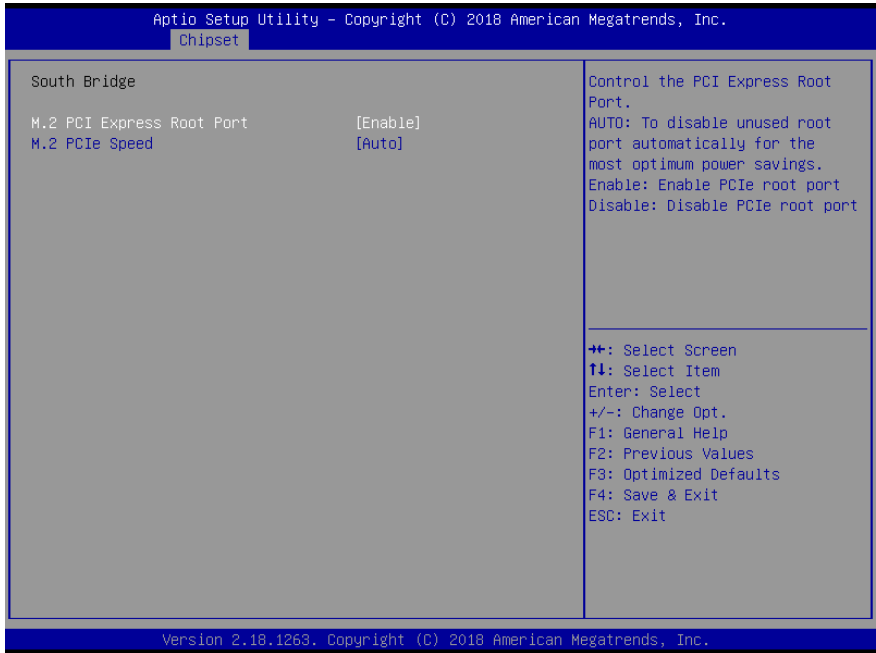 Aptio Setup Utility – Copyright (C) 2018 American Megatrends, Inc.
Chipset
South Bridge
M.2 PCI Express Root Port [Enable]
M.2 PCIe Speed [Auto]
Control the PCI Express Root
Port.
AUTO: To disable unused root
port automatically for the
most optimum power savings.
Enable: Enable PCIe root port
Disable: Disable PCIe root port
→←: Select Screen
↑↓: Select Item
Enter: Select
+/-: Change Opt.
F1: General Help
F2: Previous Values
F3: Optimized Defaults
F4: Save & Exit
ESC: Exit
Version 2.18.1263. Copyright (C) 2018 American Megatrends, Inc.